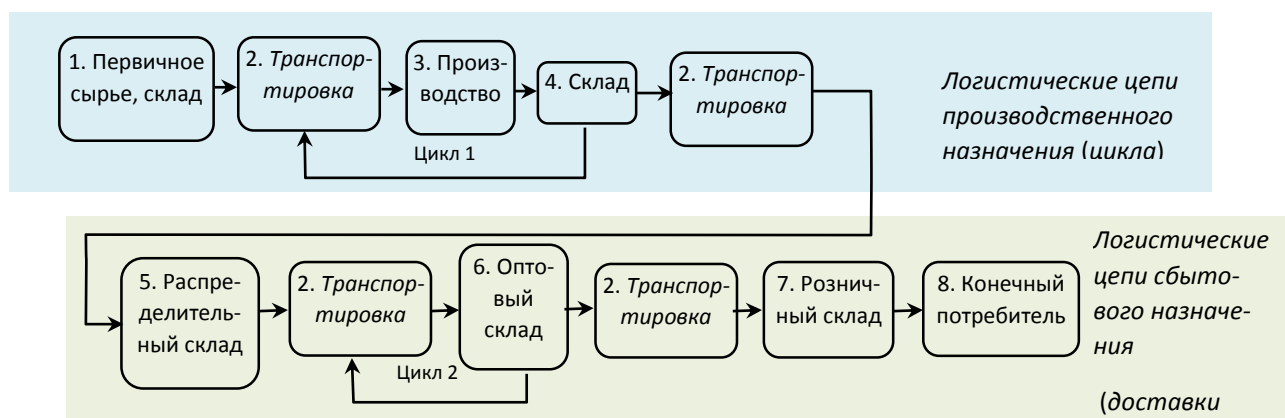 1. Первичное
сырье, склад
2. Транспор-
тировка
3. Произ-
водство
4. Склад
2. Транспор-
тировка
Цикл 1
Логистические цепи
производственного
назначения (цикла)
5. Распре-
делитель-
ный склад
2. Транспор-
тировка
6. Опто-
вый
склад
2. Транспор-
тировка
7. Рознич-
ный склад
8. Конечный
потребитель
Цикл 2
Логистические
цепи сбыто-
вого назначе-
ния
(доставки